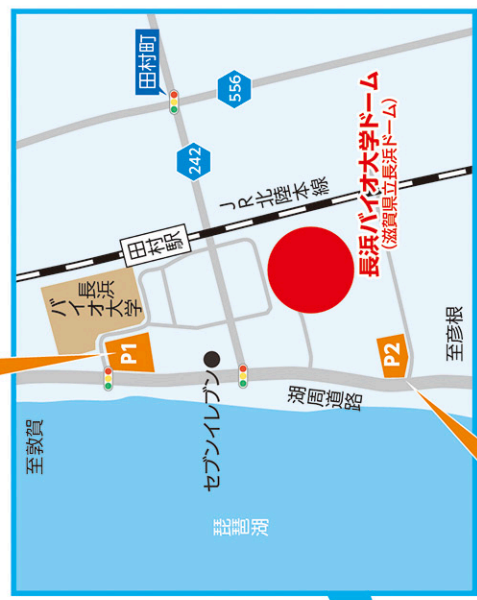 田村町
556
242
JR北陸本線
長浜バイオ大学ドーム
(滋賀県立長浜ドーム)
田村駅
長浜
バイオ
大学
P1
P2
セブンイレブン
湖周道路
至彦根
至敦賀
琵琶湖